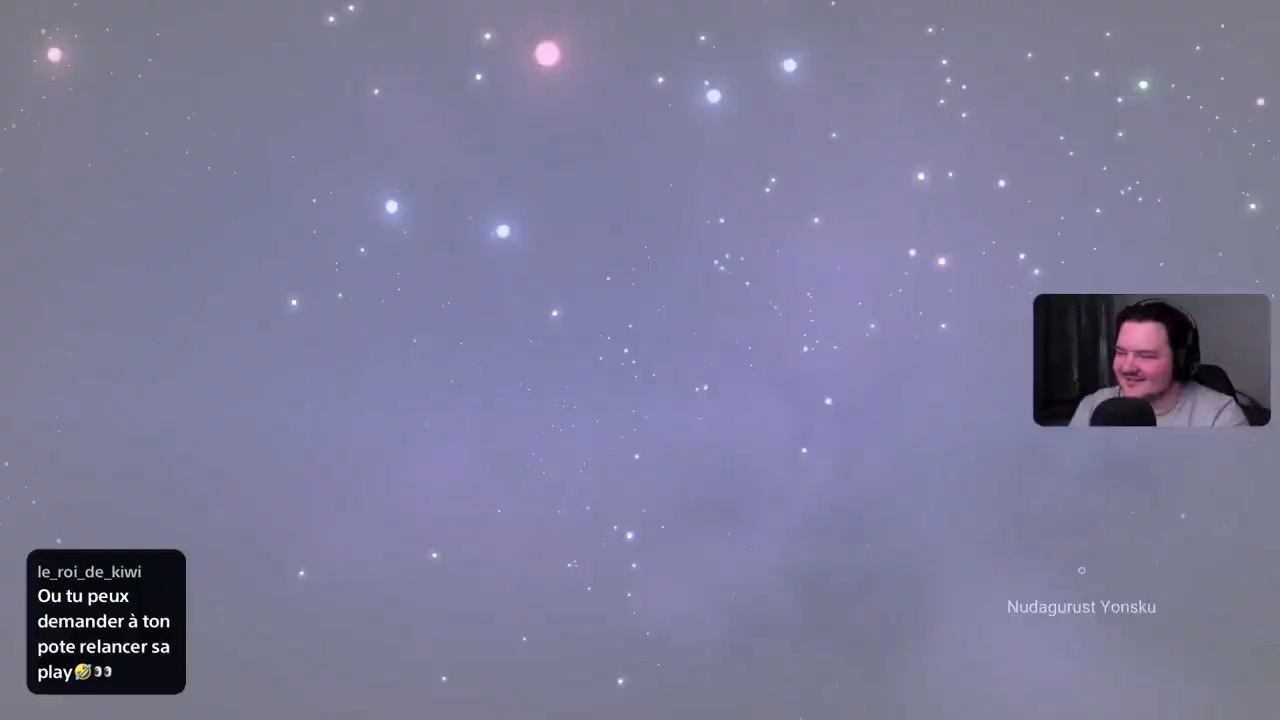 le_roi_de_kiwi
Ou tu peux
demander à ton
pote relancer sa
play🤣👀
Nudagurust Yonsku